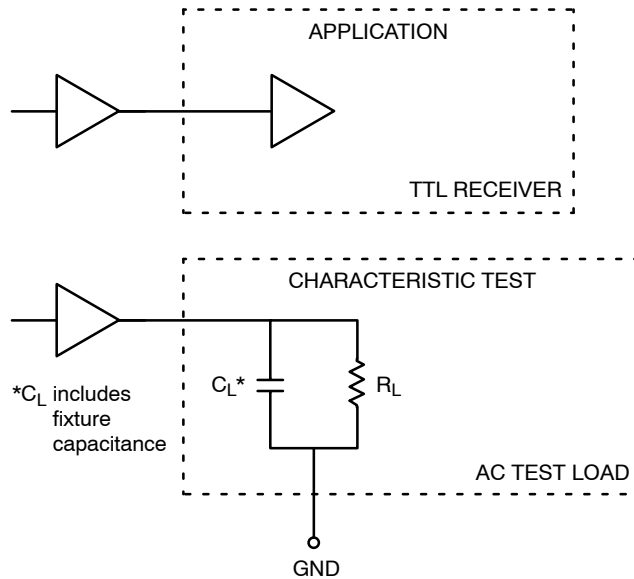 APPLICATION
TTL RECEIVER
CHARACTERISTIC TEST
*CL includes
fixture
capacitance
CL*
RL
AC TEST LOAD
GND